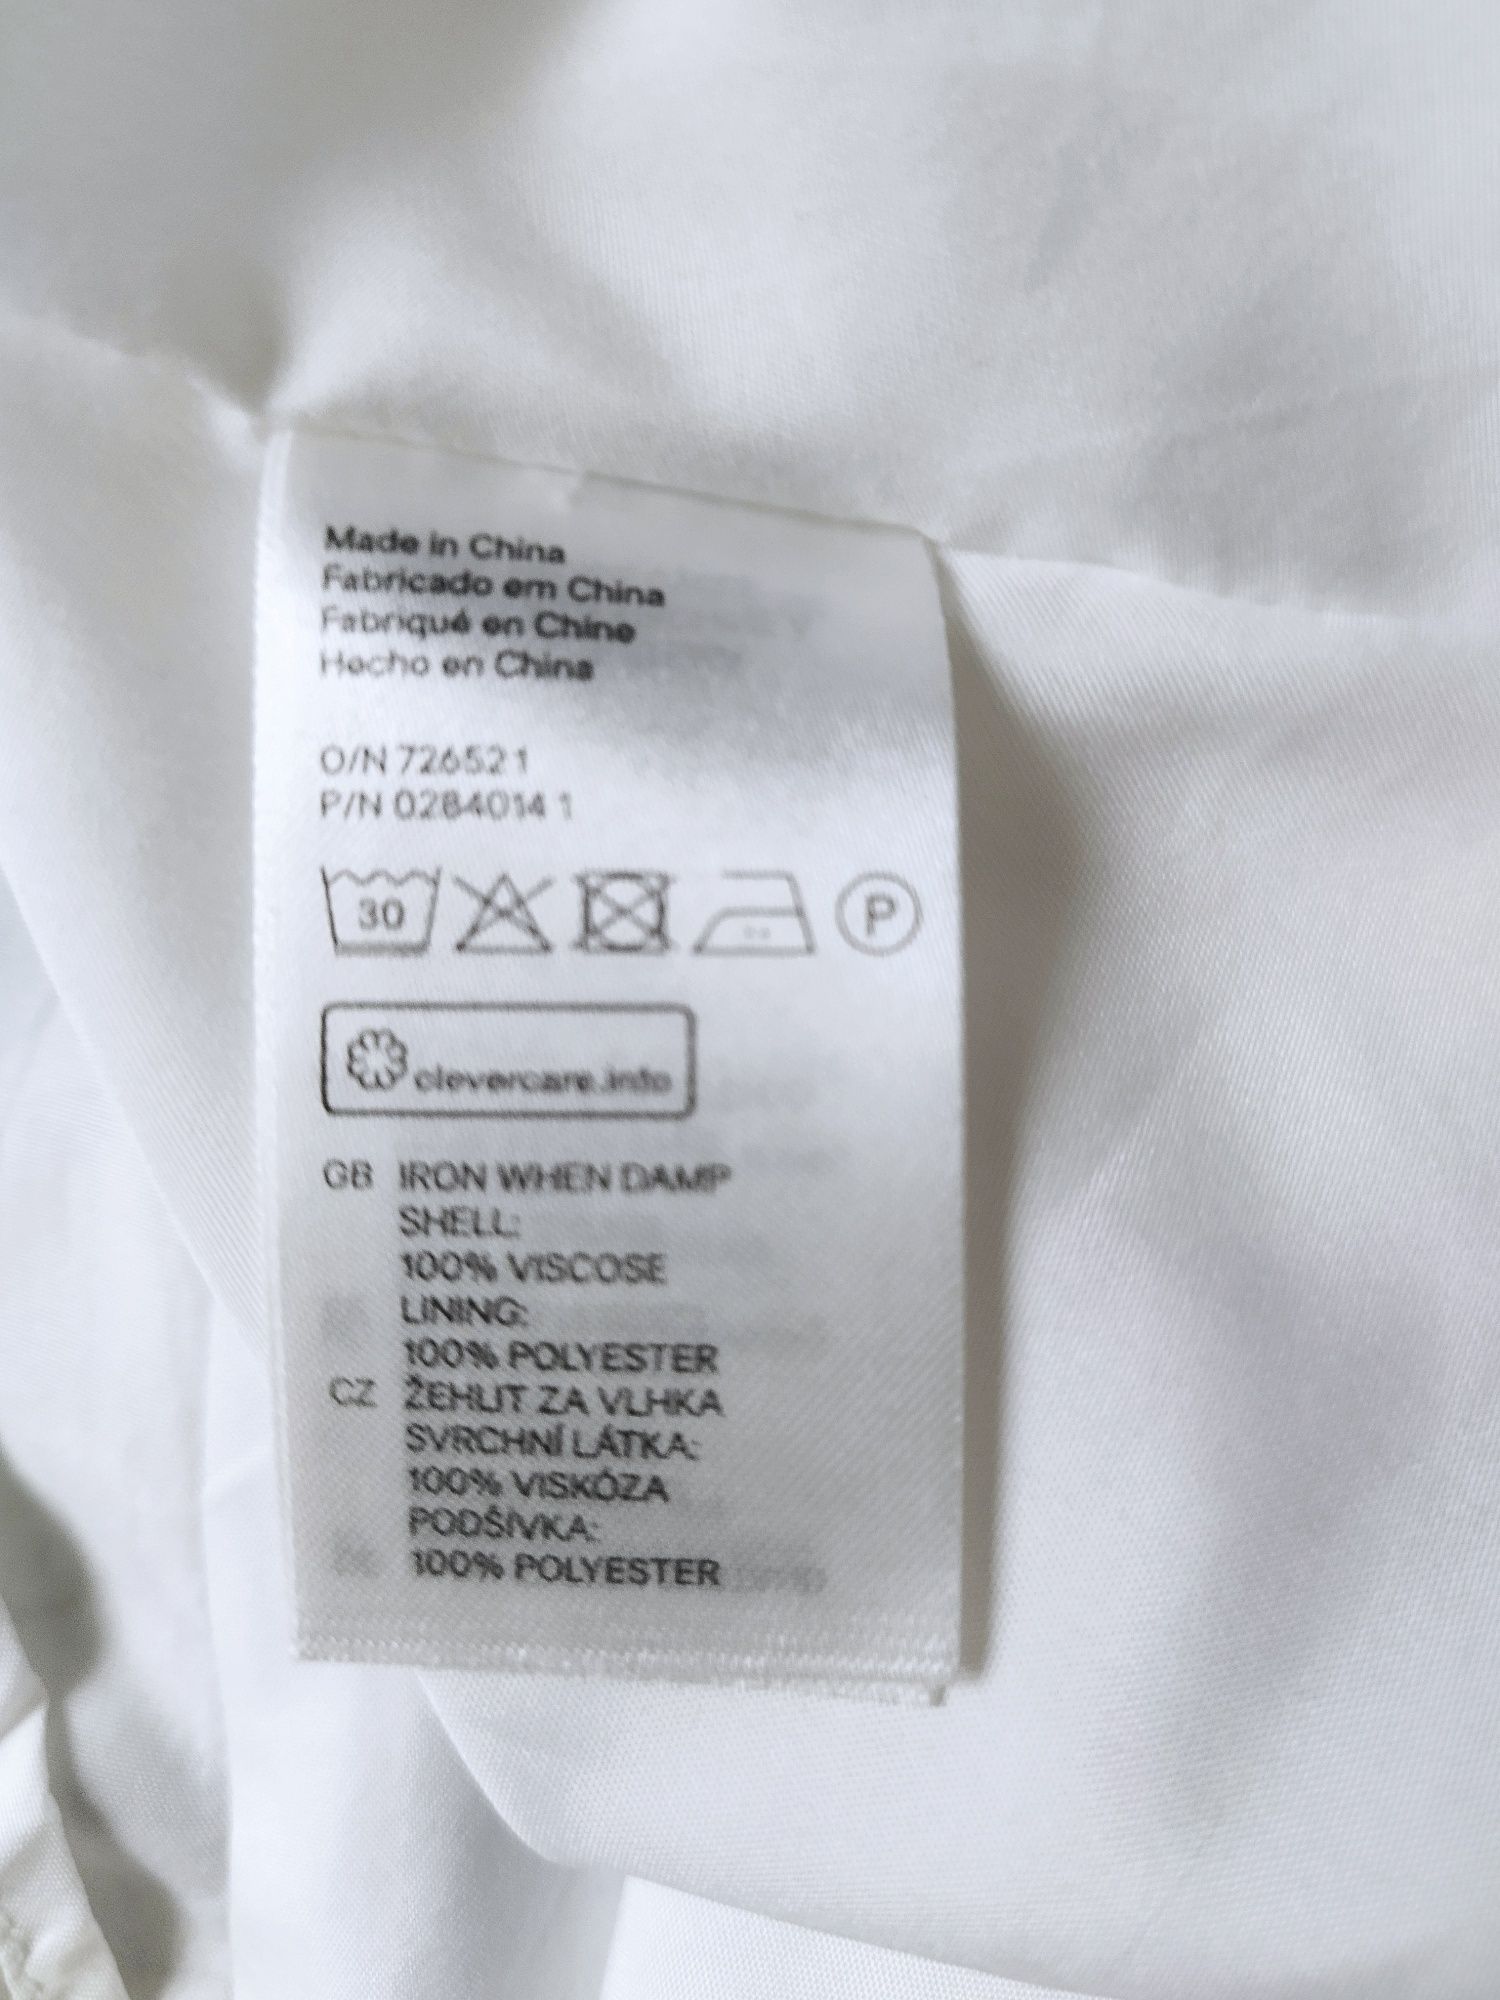 Made in China
Fabricado em China
Fabriqué en Chine
Hecho en China
O/N 726521
P/N 0284014 1
30 P
clevercare.info
GB IRON WHEN DAMP
SHELL:
100% VISCOSE
LINING:
100% POLYESTER
CZ ŽEHLIT ZA VLHKA
SVRCHNÍ LÁTKA:
100% VISKÓZA
PODŠÍVKA:
100% POLYESTER